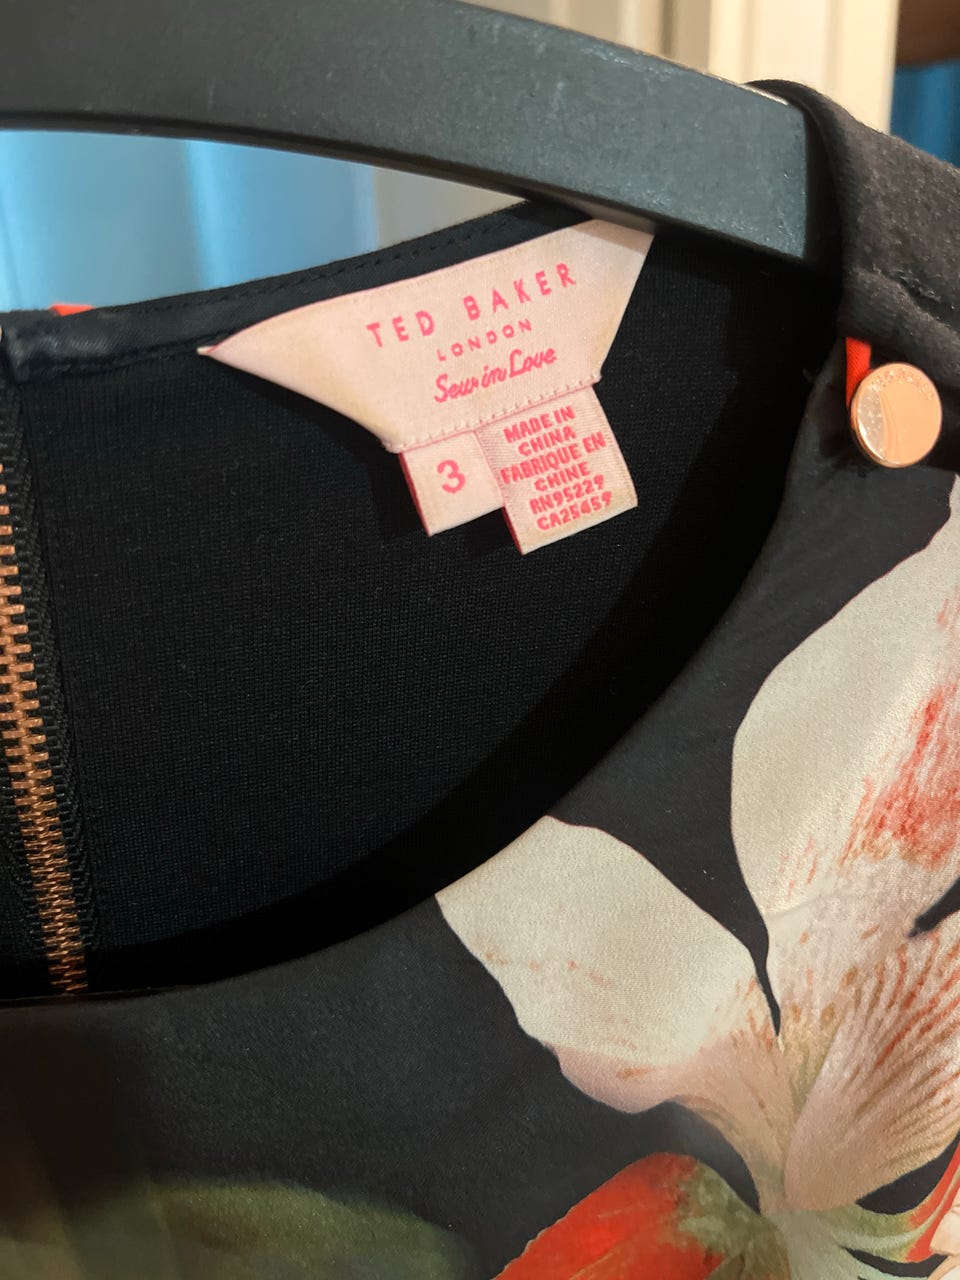 TED BAKER
LONDON
Sew in Love
3
MADE IN
CHINA
FABRIQUE EN
CHINE
RN95229
CA25459